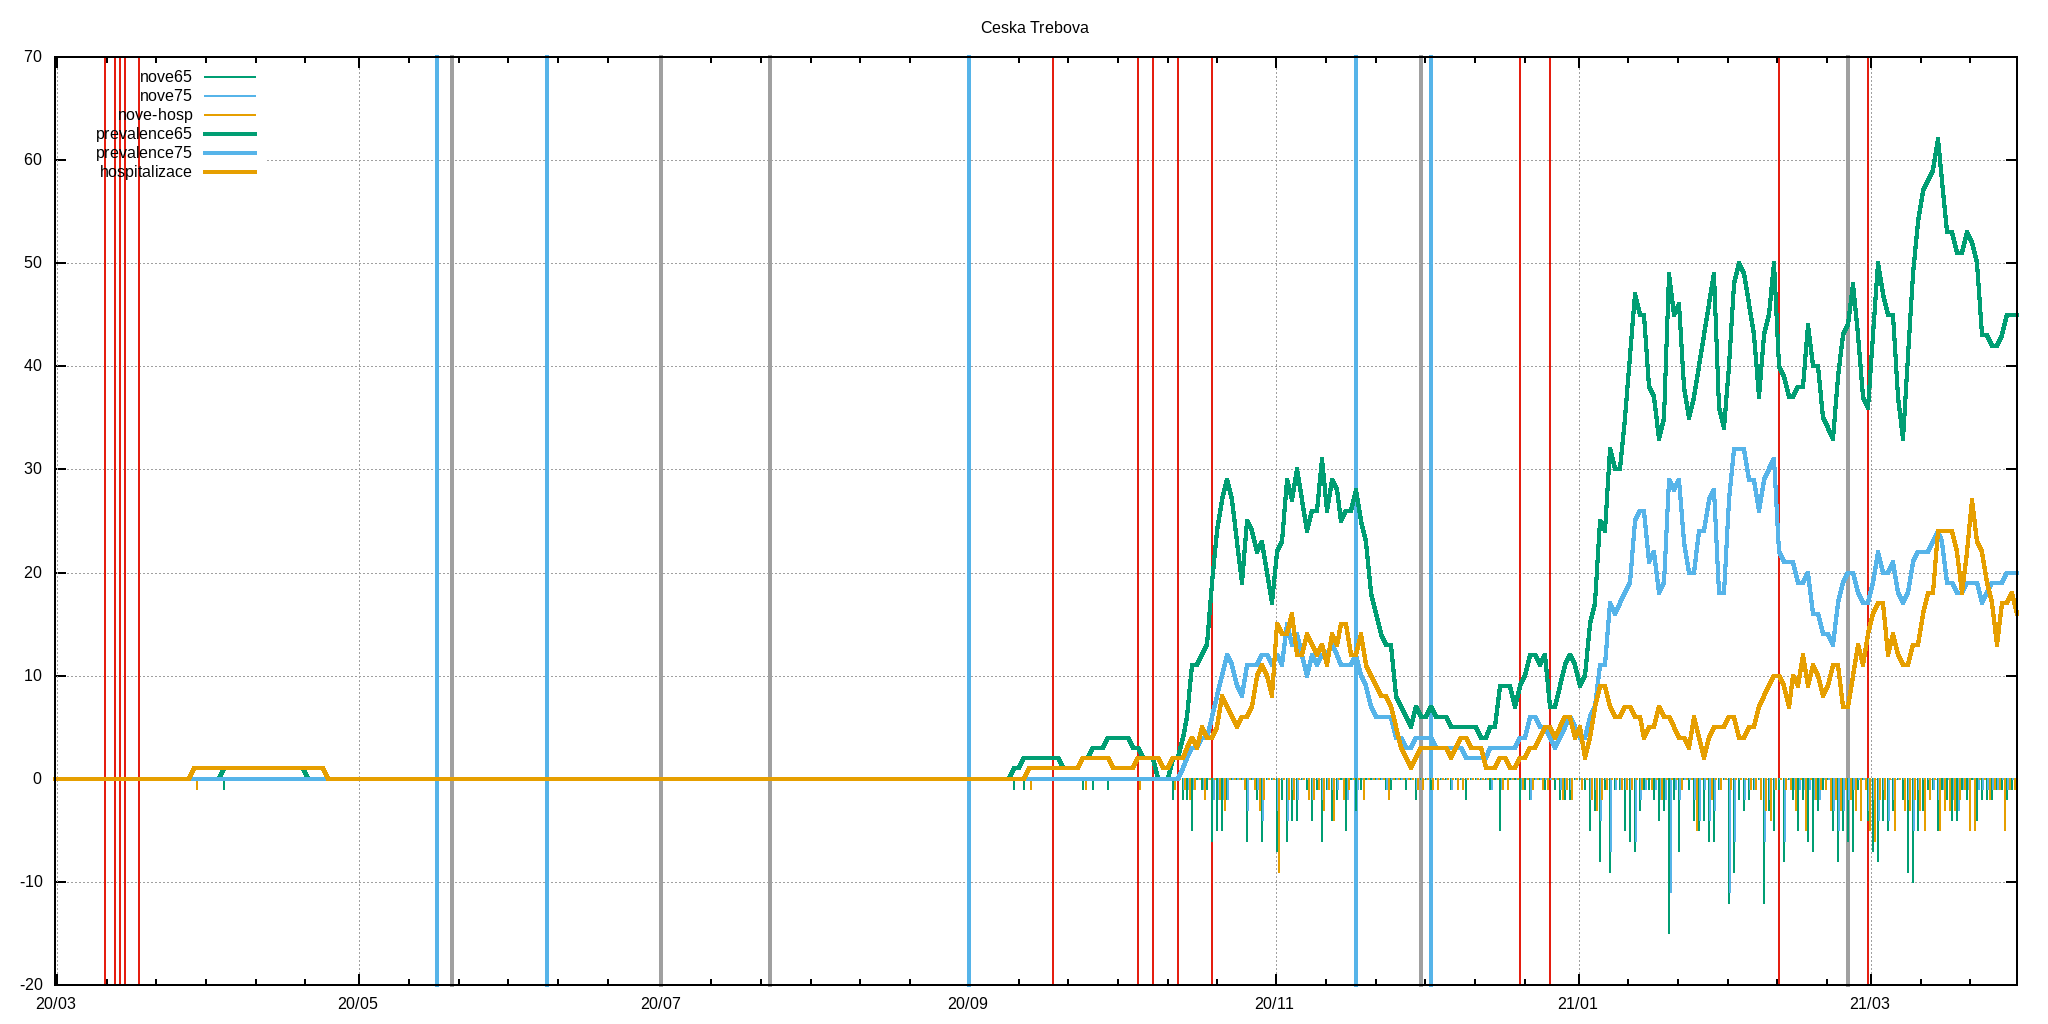 Ceska Trebova
70
60
50
40
30
20
10
0
-10
-20
nove65
nove75
nove-hosp
prevalence65
prevalence75
hospitalizace
20/03 20/05 20/07 20/09 20/11 21/01 21/03